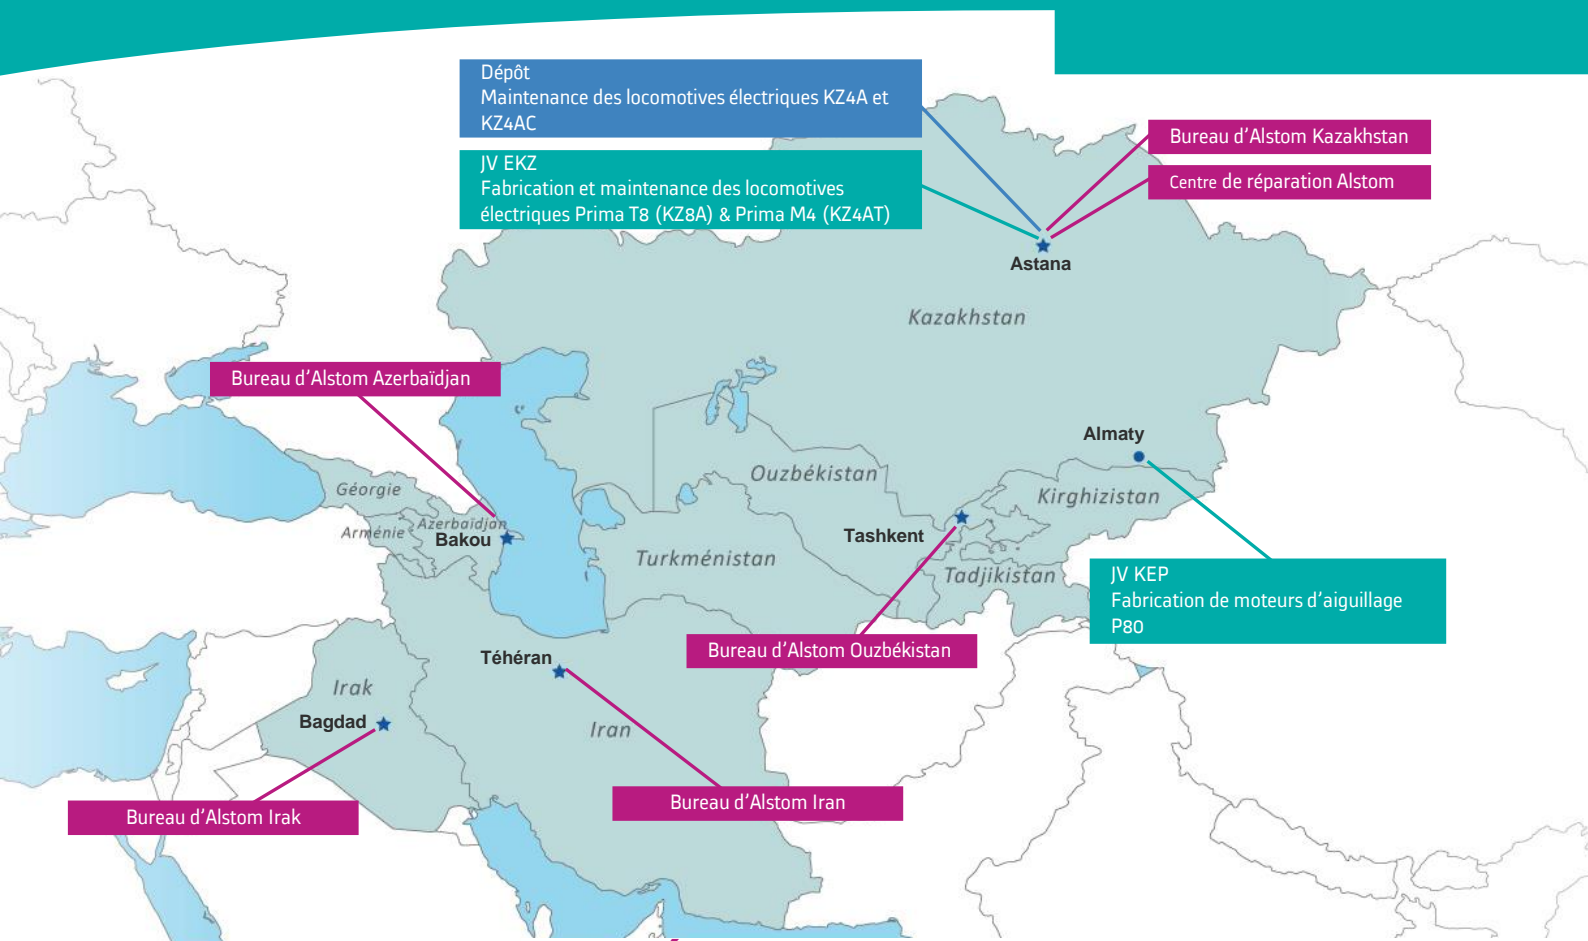 Dépôt
Maintenance des locomotives électriques KZ4A et
KZ4AC
JV EKZ
Fabrication et maintenance des locomotives
électriques Prima T8 (KZ8A) & Prima M4 (KZ4AT)
Bureau d'Alstom Kazakhstan
Centre de réparation Alstom
Astana
Kazakhstan
Bureau d'Alstom Azerbaïdjan
Almaty
Ouzbékistan
Kirghizistan
Géorgie
Azerbaïdjan
Arménie
Bakou
Tashkent
Turkménistan
Tadjikistan
JV KEP
Fabrication de moteurs d'aiguillage
P80
Bureau d'Alstom Ouzbékistan
Téhéran
Irak
Bagdad
Iran
Bureau d'Alstom Iran
Bureau d'Alstom Irak